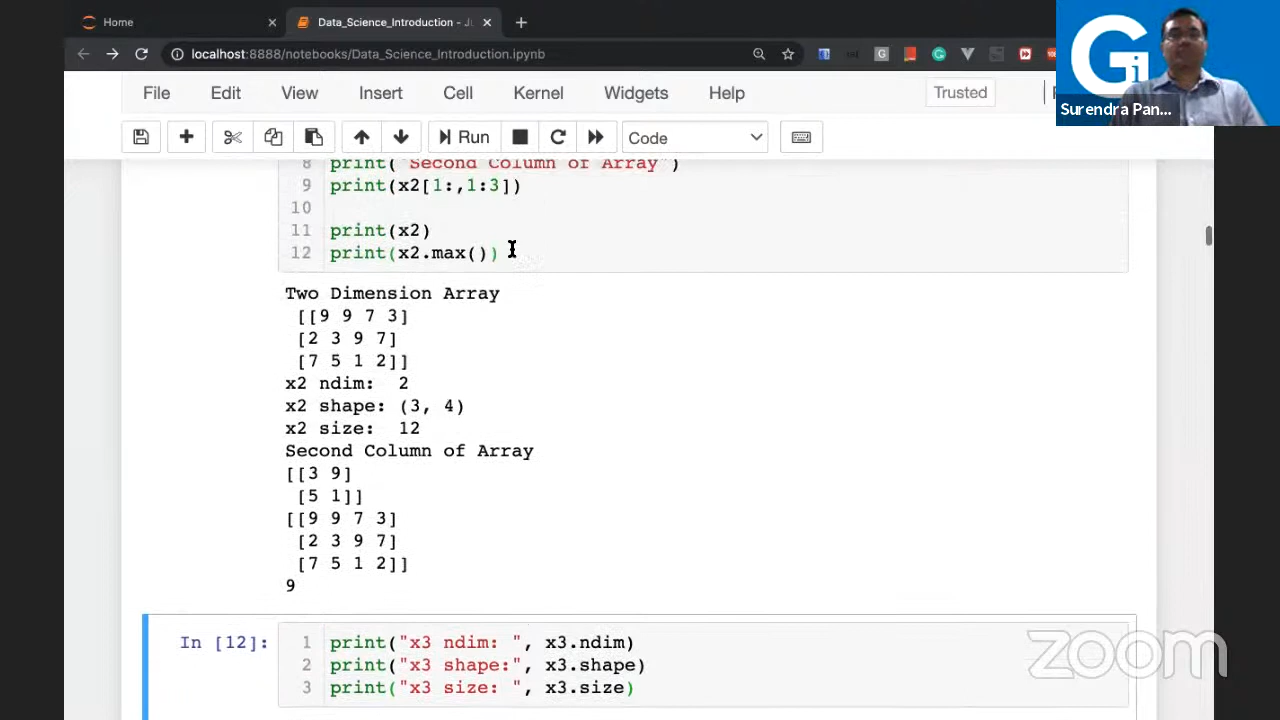 Home
Data_Science_Introduction - J
localhost:8888/notebooks/Data_Science_Introduction.ipynb
Gi
Surendra Pan...
File Edit View Insert Cell Kernel Widgets Help
Trusted
Run
Code
8 print("Second Column of Array")
9 print(x2[1:,1:3])
10
11 print(x2)
12 print(x2.max())
Two Dimension Array
[[9 9 7 3]
[2 3 9 7]
[7 5 1 2]]
x2 ndim: 2
x2 shape: (3, 4)
x2 size: 12
Second Column of Array
[[3 9]
[5 1]]
[[9 9 7 3]
[2 3 9 7]
[7 5 1 2]]
9
In [12]:
1 print("x3 ndim: ", x3.ndim)
2 print("x3 shape:", x3.shape)
3 print("x3 size: ", x3.size)
zoom